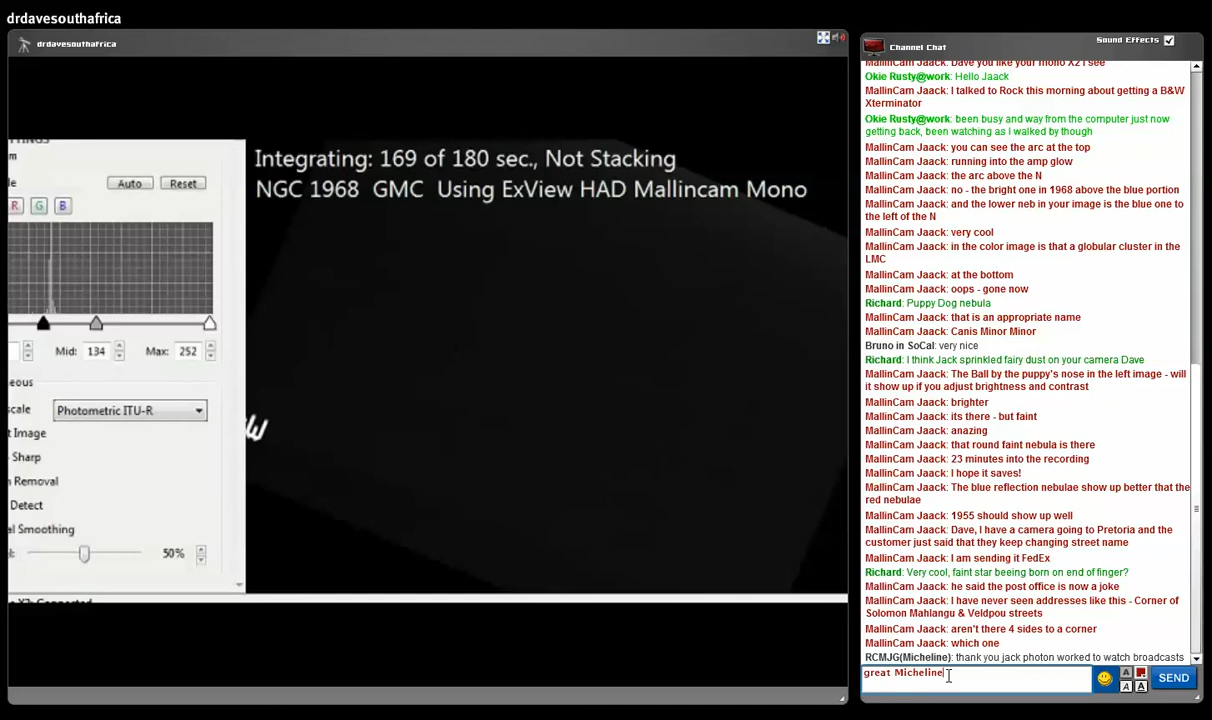 drdavesouthafrica
drdavesouthafrica
Integrating: 169 of 180 sec., Not Stacking
NGC 1968 GMC Using ExView HAD Mallincam Mono
Auto
Reset
R
G
B
Mid: 134
Max: 252
Photometric ITU-R
Sharp
Removal
Detect
Smoothing
50%
Channel Chat
Sound Effects
MallinCam Jaack: Dave you like your mono X2 I see
Okie Rusty@work: Hello Jaack
MallinCam Jaack: I talked to Rock this morning about getting a B&W
Xterminator
Okie Rusty@work: been busy and way from the computer just now
getting back, been watching as I walked by though
MallinCam Jaack: you can see the arc at the top
MallinCam Jaack: running into the amp glow
MallinCam Jaack: the arc above the N
MallinCam Jaack: no - the bright one in 1968 above the blue portion
MallinCam Jaack: and the lower neb in your image is the blue one to
the left of the N
MallinCam Jaack: very cool
MallinCam Jaack: in the color image is that a globular cluster in the
LMC
MallinCam Jaack: at the bottom
MallinCam Jaack: oops - gone now
Richard: Puppy Dog nebula
MallinCam Jaack: that is an appropriate name
MallinCam Jaack: Canis Minor Minor
Bruno in SoCal: very nice
Richard: I think Jack sprinkled fairy dust on your camera Dave
MallinCam Jaack: The Ball by the puppy's nose in the left image - will
it show up if you adjust brightness and contrast
MallinCam Jaack: brighter
MallinCam Jaack: its there - but faint
MallinCam Jaack: anazing
MallinCam Jaack: that round faint nebula is there
MallinCam Jaack: 23 minutes into the recording
MallinCam Jaack: I hope it saves!
MallinCam Jaack: The blue reflection nebulae show up better that the
red nebulae
MallinCam Jaack: 1955 should show up well
MallinCam Jaack: Dave, I have a camera going to Pretoria and the
customer just said that they keep changing street name
MallinCam Jaack: I am sending it FedEx
Richard: Very cool, faint star beeing born on end of finger?
MallinCam Jaack: he said the post office is now a joke
MallinCam Jaack: I have never seen addresses like this - Corner of
Solomon Mahlangu & Veldpou streets
MallinCam Jaack: aren't there 4 sides to a corner
MallinCam Jaack: which one
RCMJG(Micheline): thank you jack photon worked to watch broadcasts
great Micheline
A
A
A
SEND